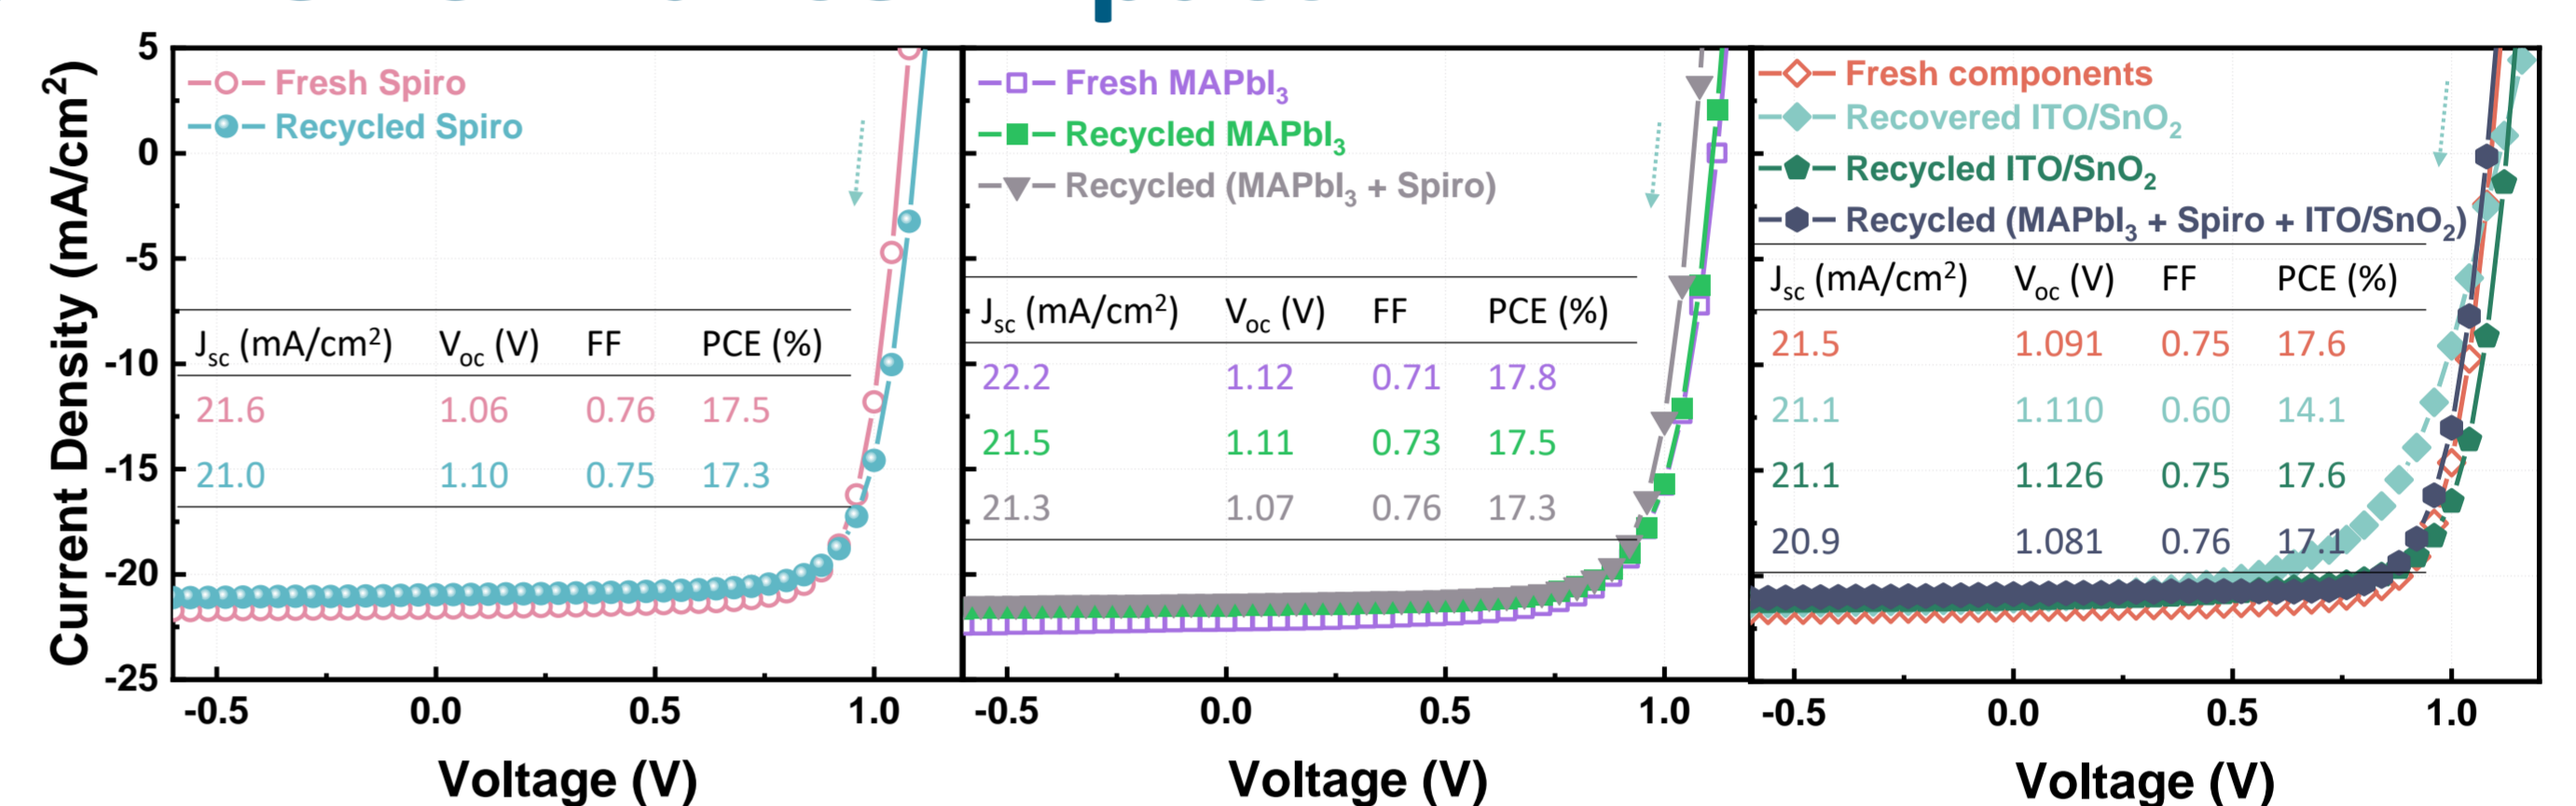 Fresh Spiro
Recycled Spiro
J_sc (mA/cm²) V_oc (V) FF PCE (%)
21.6 1.06 0.76 17.5
21.0 1.10 0.75 17.3
5
0
-5
-10
-15
-20
-25
Current Density (mA/cm²)
-0.5 0.0 0.5 1.0
Voltage (V)
Fresh MAPbI₃
Recycled MAPbI₃
Recycled (MAPbI₃ + Spiro)
J_sc (mA/cm²) V_oc (V) FF PCE (%)
22.2 1.12 0.71 17.8
21.5 1.11 0.73 17.5
21.3 1.07 0.76 17.3
-0.5 0.0 0.5 1.0
Voltage (V)
Fresh components
Recovered ITO/SnO₂
Recycled ITO/SnO₂
Recycled (MAPbI₃ + Spiro + ITO/SnO₂)
J_sc (mA/cm²) V_oc (V) FF PCE (%)
21.5 1.091 0.75 17.6
21.1 1.110 0.60 14.1
21.1 1.126 0.75 17.6
20.9 1.081 0.76 17.1
-0.5 0.0 0.5 1.0
Voltage (V)